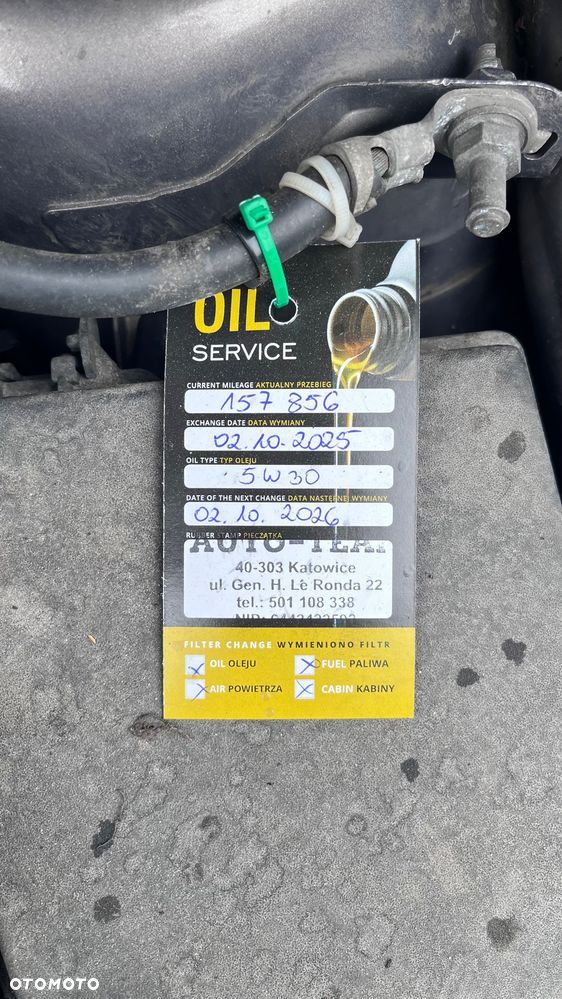 OIL
SERVICE
CURRENT MILEAGE AKTUALNY PRZEBIEG
157 856
EXCHANGE DATE DATA WYMIANY
02.10.2025
OIL TYPE TYP OLEJU
5W30
DATE OF THE NEXT CHANGE DATA NASTĘPNEJ WYMIANY
02.10.2026
RUBBER STAMP PIECZĄTKA
40-303 Katowice
ul. Gen. H. Le Ronda 22
tel.: 501 108 338
FILTER CHANGE WYMIENIONO FILTR
OIL OLEJU FUEL PALIWA
AIR POWIETRZA CABIN KABINY
OTOMOTO